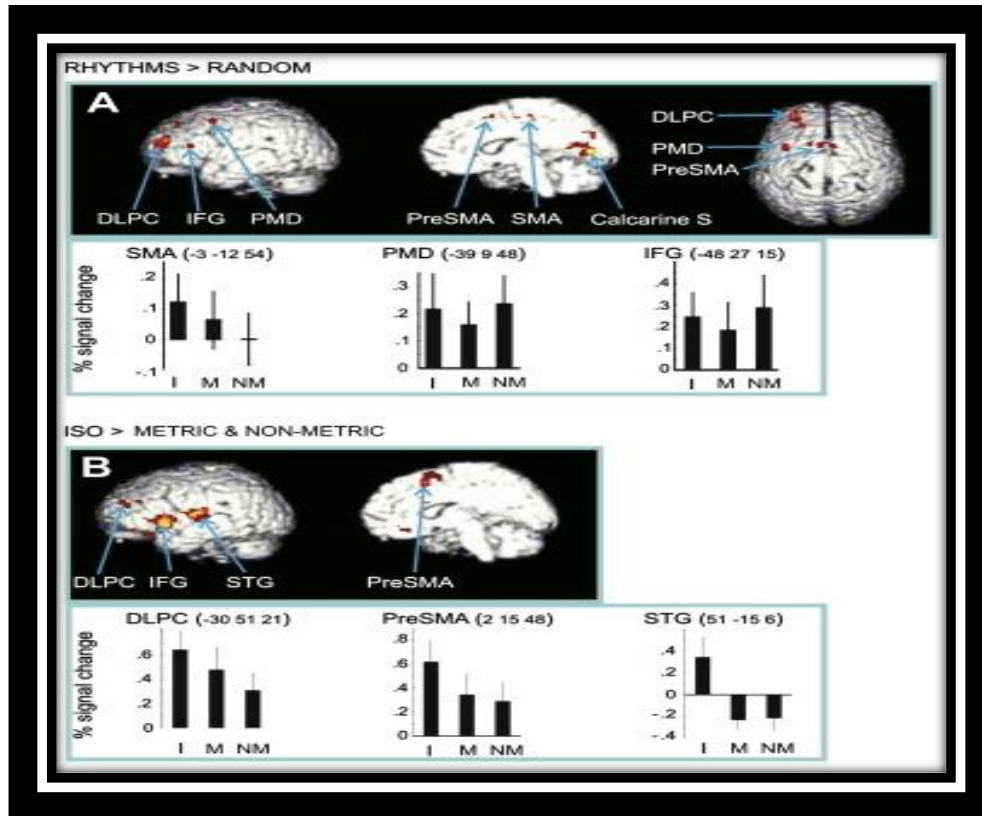 RHYTHMS > RANDOM
A
DLPC
PMD
PreSMA
DLPC IFG PMD
PreSMA SMA Calcarine S
SMA (-3 -12 54) PMD (-39 9 48) IFG (-48 27 15)
% signal change
.2
.1
0
-.1
I M NM
.3
.2
.1
0
I M NM
.4
.3
.2
.1
0
I M NM
ISO > METRIC & NON-METRIC
B
DLPC IFG STG
PreSMA
DLPC (-30 51 21) PreSMA (2 15 48) STG (51 -15 6)
% signal change
.6
.4
.2
0
I M NM
.8
.6
.4
.2
0
I M NM
.4
.2
0
-.2
-.4
I M NM